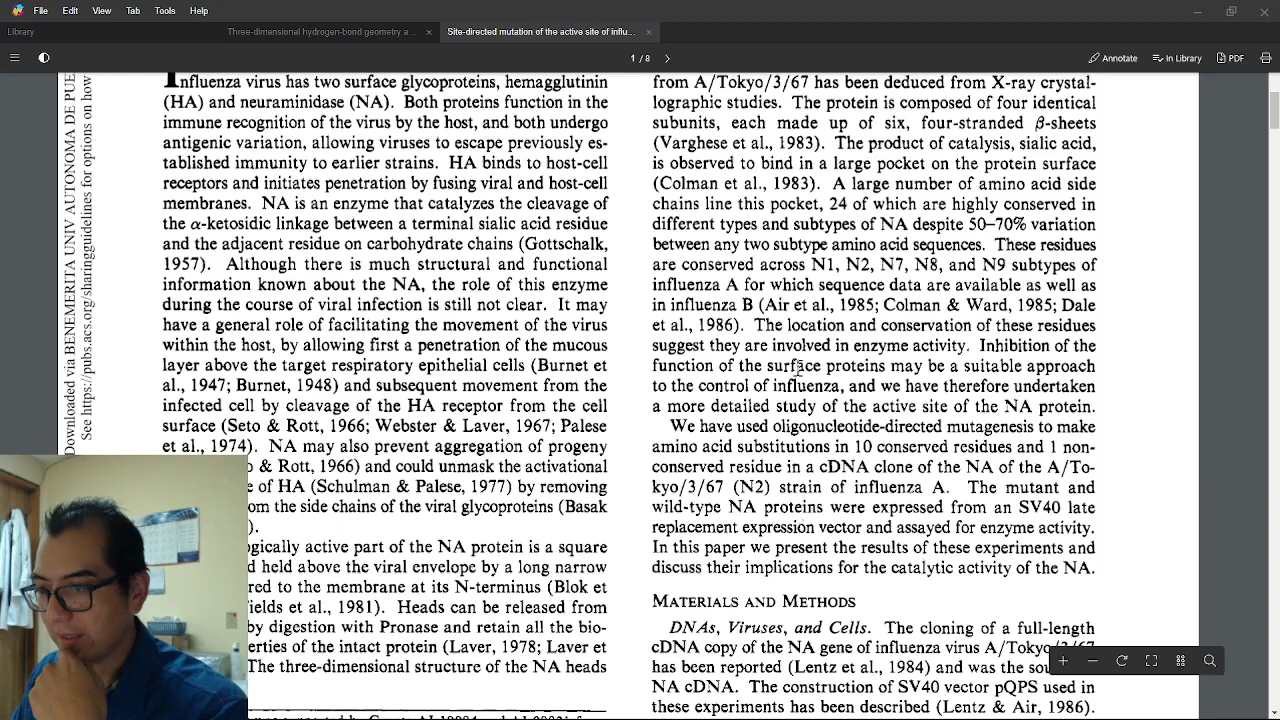 File Edit View Tab Tools Help
Library
Three-dimensional hydrogen-bond geometry a...
Site-directed mutation of the active site of influ...
1 / 8
Annotate
In Library
PDF
Downloaded via BENEMERITA UNIV AUTONOMA DE PUE
See https://pubs.acs.org/sharingguidelines for options on how
Influenza virus has two surface glycoproteins, hemagglutinin
(HA) and neuraminidase (NA). Both proteins function in the
immune recognition of the virus by the host, and both undergo
antigenic variation, allowing viruses to escape previously es-
tablished immunity to earlier strains. HA binds to host-cell
receptors and initiates penetration by fusing viral and host-cell
membranes. NA is an enzyme that catalyzes the cleavage of
the α-ketosidic linkage between a terminal sialic acid residue
and the adjacent residue on carbohydrate chains (Gottschalk,
1957). Although there is much structural and functional
information known about the NA, the role of this enzyme
during the course of viral infection is still not clear. It may
have a general role of facilitating the movement of the virus
within the host, by allowing first a penetration of the mucous
layer above the target respiratory epithelial cells (Burnet et
al., 1947; Burnet, 1948) and subsequent movement from the
infected cell by cleavage of the HA receptor from the cell
surface (Seto & Rott, 1966; Webster & Laver, 1967; Palese
et al., 1974). NA may also prevent aggregation of progeny
& Rott, 1966) and could unmask the activational
e of HA (Schulman & Palese, 1977) by removing
om the side chains of the viral glycoproteins (Basak
).
gically active part of the NA protein is a square
d held above the viral envelope by a long narrow
red to the membrane at its N-terminus (Blok et
ields et al., 1981). Heads can be released from
by digestion with Pronase and retain all the bio-
erties of the intact protein (Laver, 1978; Laver et
The three-dimensional structure of the NA heads
from A/Tokyo/3/67 has been deduced from X-ray crystal-
lographic studies. The protein is composed of four identical
subunits, each made up of six, four-stranded β-sheets
(Varghese et al., 1983). The product of catalysis, sialic acid,
is observed to bind in a large pocket on the protein surface
(Colman et al., 1983). A large number of amino acid side
chains line this pocket, 24 of which are highly conserved in
different types and subtypes of NA despite 50–70% variation
between any two subtype amino acid sequences. These residues
are conserved across N1, N2, N7, N8, and N9 subtypes of
influenza A for which sequence data are available as well as
in influenza B (Air et al., 1985; Colman & Ward, 1985; Dale
et al., 1986). The location and conservation of these residues
suggest they are involved in enzyme activity. Inhibition of the
function of the surface proteins may be a suitable approach
to the control of influenza, and we have therefore undertaken
a more detailed study of the active site of the NA protein.
We have used oligonucleotide-directed mutagenesis to make
amino acid substitutions in 10 conserved residues and 1 non-
conserved residue in a cDNA clone of the NA of the A/To-
kyo/3/67 (N2) strain of influenza A. The mutant and
wild-type NA proteins were expressed from an SV40 late
replacement expression vector and assayed for enzyme activity.
In this paper we present the results of these experiments and
discuss their implications for the catalytic activity of the NA.
MATERIALS AND METHODS
DNAs, Viruses, and Cells. The cloning of a full-length
cDNA copy of the NA gene of influenza virus A/Tokyo/3/67
has been reported (Lentz et al., 1984) and was the sou
NA cDNA. The construction of SV40 vector pQPS used in
these experiments has been described (Lentz & Air, 1986).